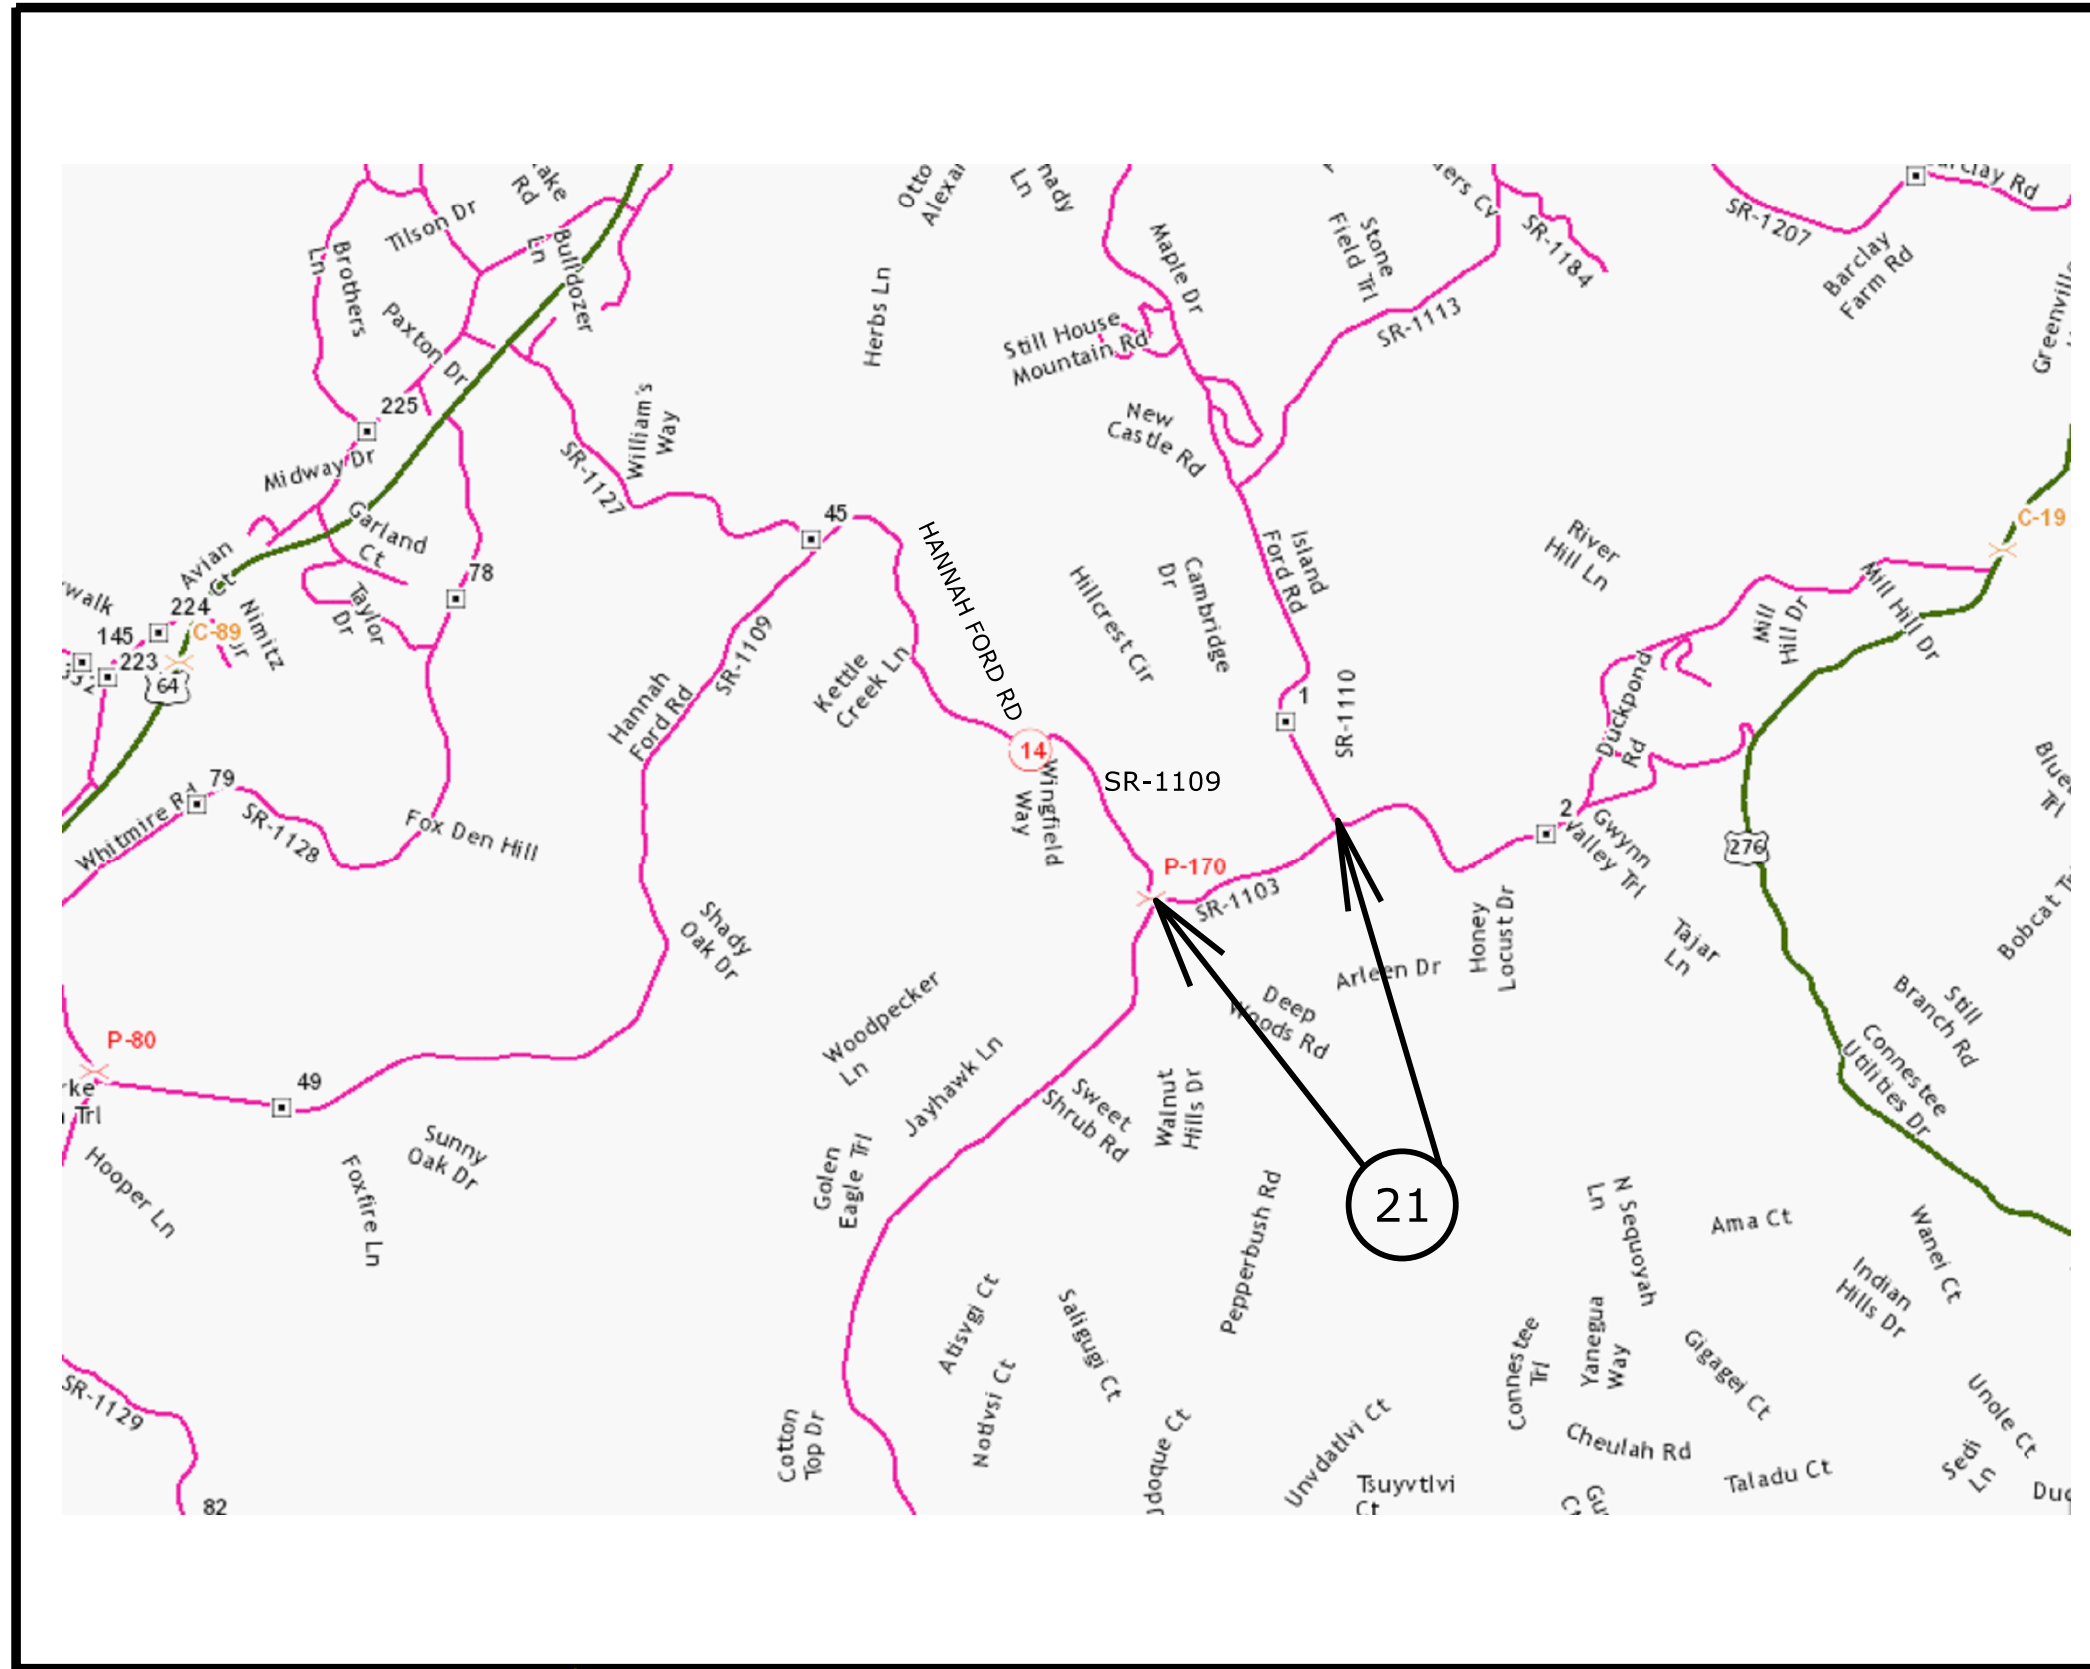 Rd
Otto
Ln
Tilson Dr
Brothers
Ln
Bulldozer
Ln
Paxton Dr
Herbs Ln
Maple Dr
Stone
Field Trl
SR-1184
SR-1207
Barclay
Farm Rd
Still House
Mountain Rd
SR-1113
225
William's
Way
New
Castle Rd
Midway Dr
SR-1127
Garland
Ct
45
C-19
HANNAH FORD RD
Avian
Ct
78
Island
Ford Rd
River
Hill Ln
224
C-89
Nimitz
Taylor
Dr
Hillcrest Cir
Cambridge
Dr
Mill
Hill Dr
Mill Hill Dr
145
223
64
SR-1109
Kettle
Creek Ln
Hannah
Ford Rd
1
SR-1110
Duckpond
Rd
14
Wingfield
Way
SR-1109
79
Whitmire Rd
SR-1128
Fox Den Hill
2
Gwynn
Valley Trl
276
Blue
Trl
P-170
SR-1103
Shady
Oak Dr
Honey
Locust Dr
Tajar
Ln
Bobcat
Arleen Dr
Deep
Woods Rd
Woodpecker
Ln
Still
Branch Rd
P-80
49
Jayhawk Ln
Sweet
Shrub Rd
Walnut
Hills Dr
Connestee
Utilities Dr
Trl
Hooper Ln
Sunny
Oak Dr
Foxfire Ln
Golen
Eagle Trl
21
Pepperbush Rd
N Sequoyah
Ln
Ama Ct
Wanei Ct
Indian
Hills Dr
Atisvgi Ct
Saligugi Ct
Connestee
Trl
Yanegua
Way
Gigagei Ct
SR-1129
Notlvsi Ct
Cotton
Top Dr
Unvdatlvi Ct
Cheulah Rd
Unole Ct
Sedi
Ln
Taladu Ct
Tsuyvtlvi
Ct
82